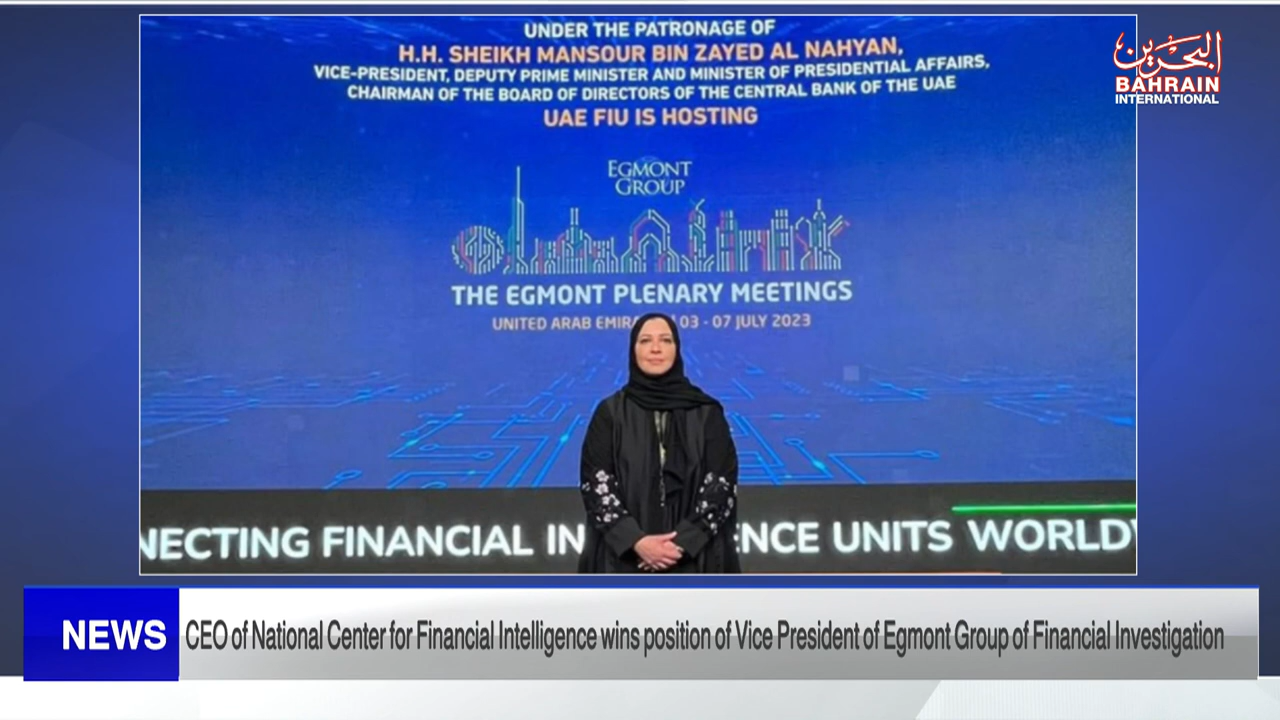 UNDER THE PATRONAGE OF
H.H. SHEIKH MANSOUR BIN ZAYED AL NAHYAN,
VICE-PRESIDENT, DEPUTY PRIME MINISTER AND MINISTER OF PRESIDENTIAL AFFAIRS,
CHAIRMAN OF THE BOARD OF DIRECTORS OF THE CENTRAL BANK OF THE UAE
UAE FIU IS HOSTING
البحرين
BAHRAIN
INTERNATIONAL
EGMONT
GROUP
THE EGMONT PLENARY MEETINGS
UNITED ARAB EMIRA 03 - 07 JULY 2023
NECTING FINANCIAL IN ENCE UNITS WORLD
NEWS CEO of National Center for Financial Intelligence wins position of Vice President of Egmont Group of Financial Investigation